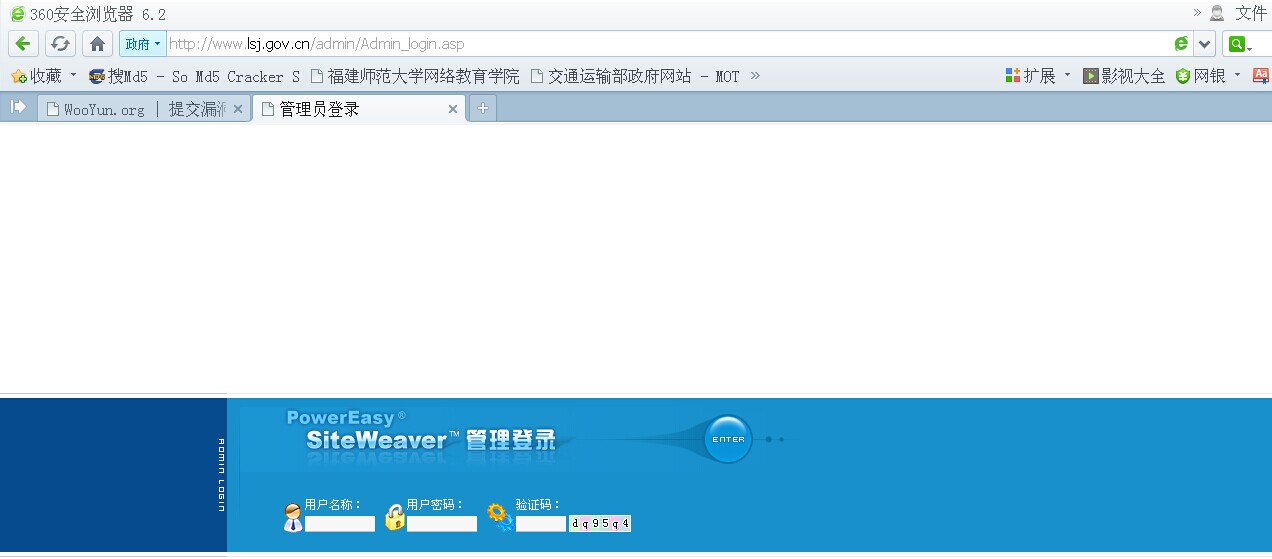 360安全浏览器 6.2
» 文件
政府 http://www.lsj.gov.cn/admin/Admin_login.asp
收藏 搜Md5 - So Md5 Cracker S 福建师范大学网络教育学院 交通运输部政府网站 - MOT » 扩展 影视大全 网银 Aa
WooYun.org | 提交漏 管理员登录
PowerEasy®
SiteWeaver™ 管理登录
ENTER
ADMIN LOGIN
用户名称： 用户密码： 验证码：
dq95q4